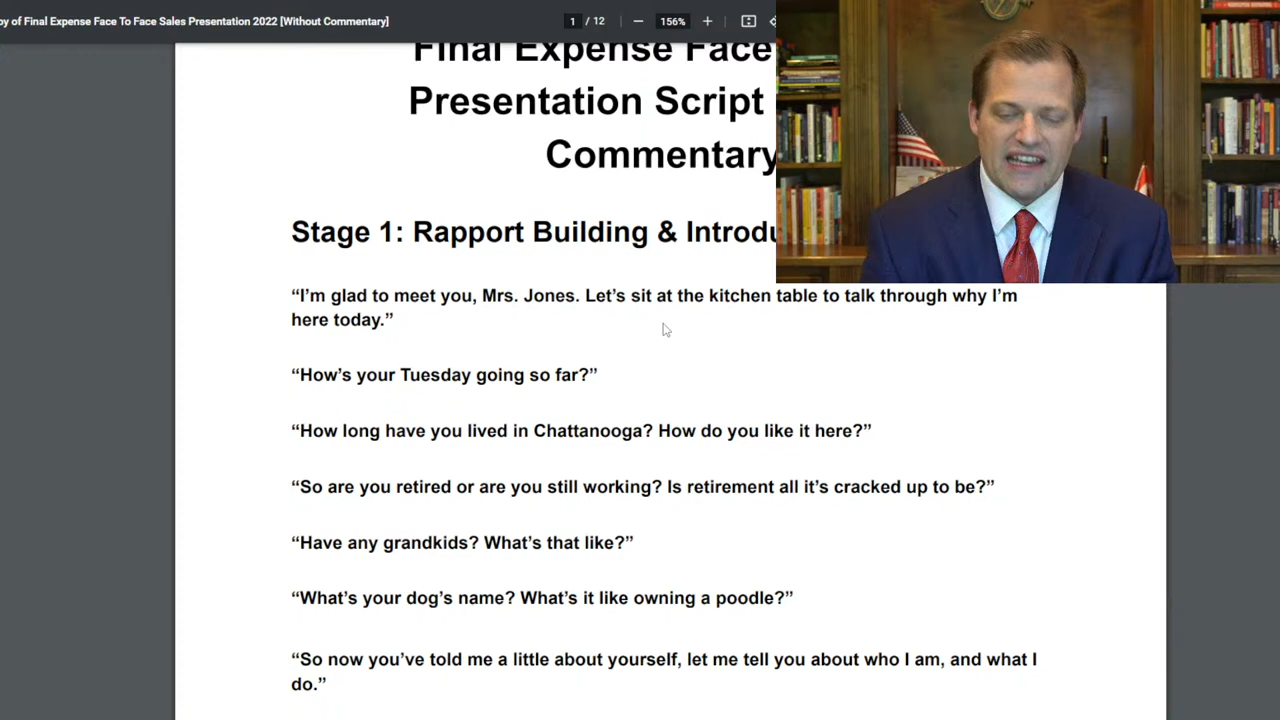 py of Final Expense Face To Face Sales Presentation 2022 [Without Commentary]
1 / 12
156%
Final Expense Face
Presentation Script
Commentary
Stage 1: Rapport Building & Introdu
“I’m glad to meet you, Mrs. Jones. Let’s sit at the kitchen table to talk through why I’m
here today.”
“How’s your Tuesday going so far?”
“How long have you lived in Chattanooga? How do you like it here?”
“So are you retired or are you still working? Is retirement all it’s cracked up to be?”
“Have any grandkids? What’s that like?”
“What’s your dog’s name? What’s it like owning a poodle?”
“So now you’ve told me a little about yourself, let me tell you about who I am, and what I
do.”